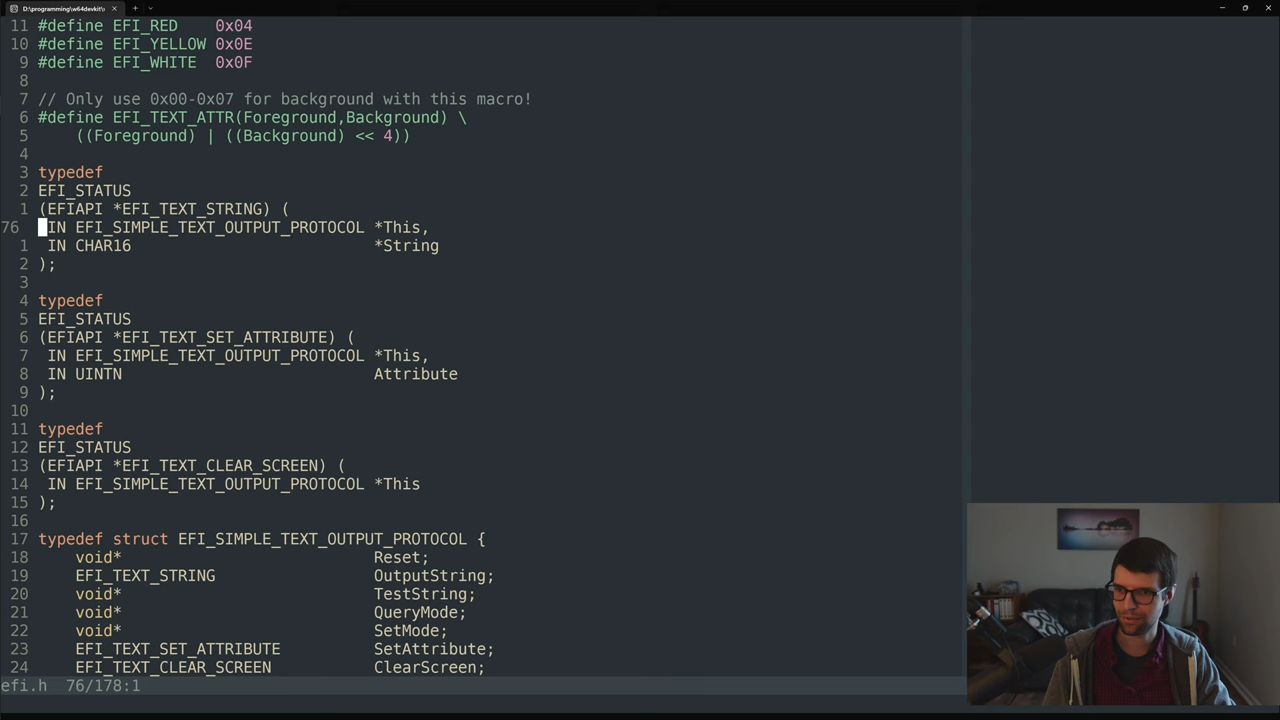 D:\programming\w64devkit\
11 #define EFI_RED    0x04
10 #define EFI_YELLOW 0x0E
9 #define EFI_WHITE  0x0F
8
7 // Only use 0x00-0x07 for background with this macro!
6 #define EFI_TEXT_ATTR(Foreground,Background) \
5     ((Foreground) | ((Background) << 4))
4
3 typedef
2 EFI_STATUS
1 (EFIAPI *EFI_TEXT_STRING) (
76  IN EFI_SIMPLE_TEXT_OUTPUT_PROTOCOL *This,
1  IN CHAR16                          *String
2 );
3
4 typedef
5 EFI_STATUS
6 (EFIAPI *EFI_TEXT_SET_ATTRIBUTE) (
7  IN EFI_SIMPLE_TEXT_OUTPUT_PROTOCOL *This,
8  IN UINTN                           Attribute
9 );
10
11 typedef
12 EFI_STATUS
13 (EFIAPI *EFI_TEXT_CLEAR_SCREEN) (
14  IN EFI_SIMPLE_TEXT_OUTPUT_PROTOCOL *This
15 );
16
17 typedef struct EFI_SIMPLE_TEXT_OUTPUT_PROTOCOL {
18     void*                           Reset;
19     EFI_TEXT_STRING                 OutputString;
20     void*                           TestString;
21     void*                           QueryMode;
22     void*                           SetMode;
23     EFI_TEXT_SET_ATTRIBUTE          SetAttribute;
24     EFI_TEXT_CLEAR_SCREEN           ClearScreen;
efi.h  76/178:1